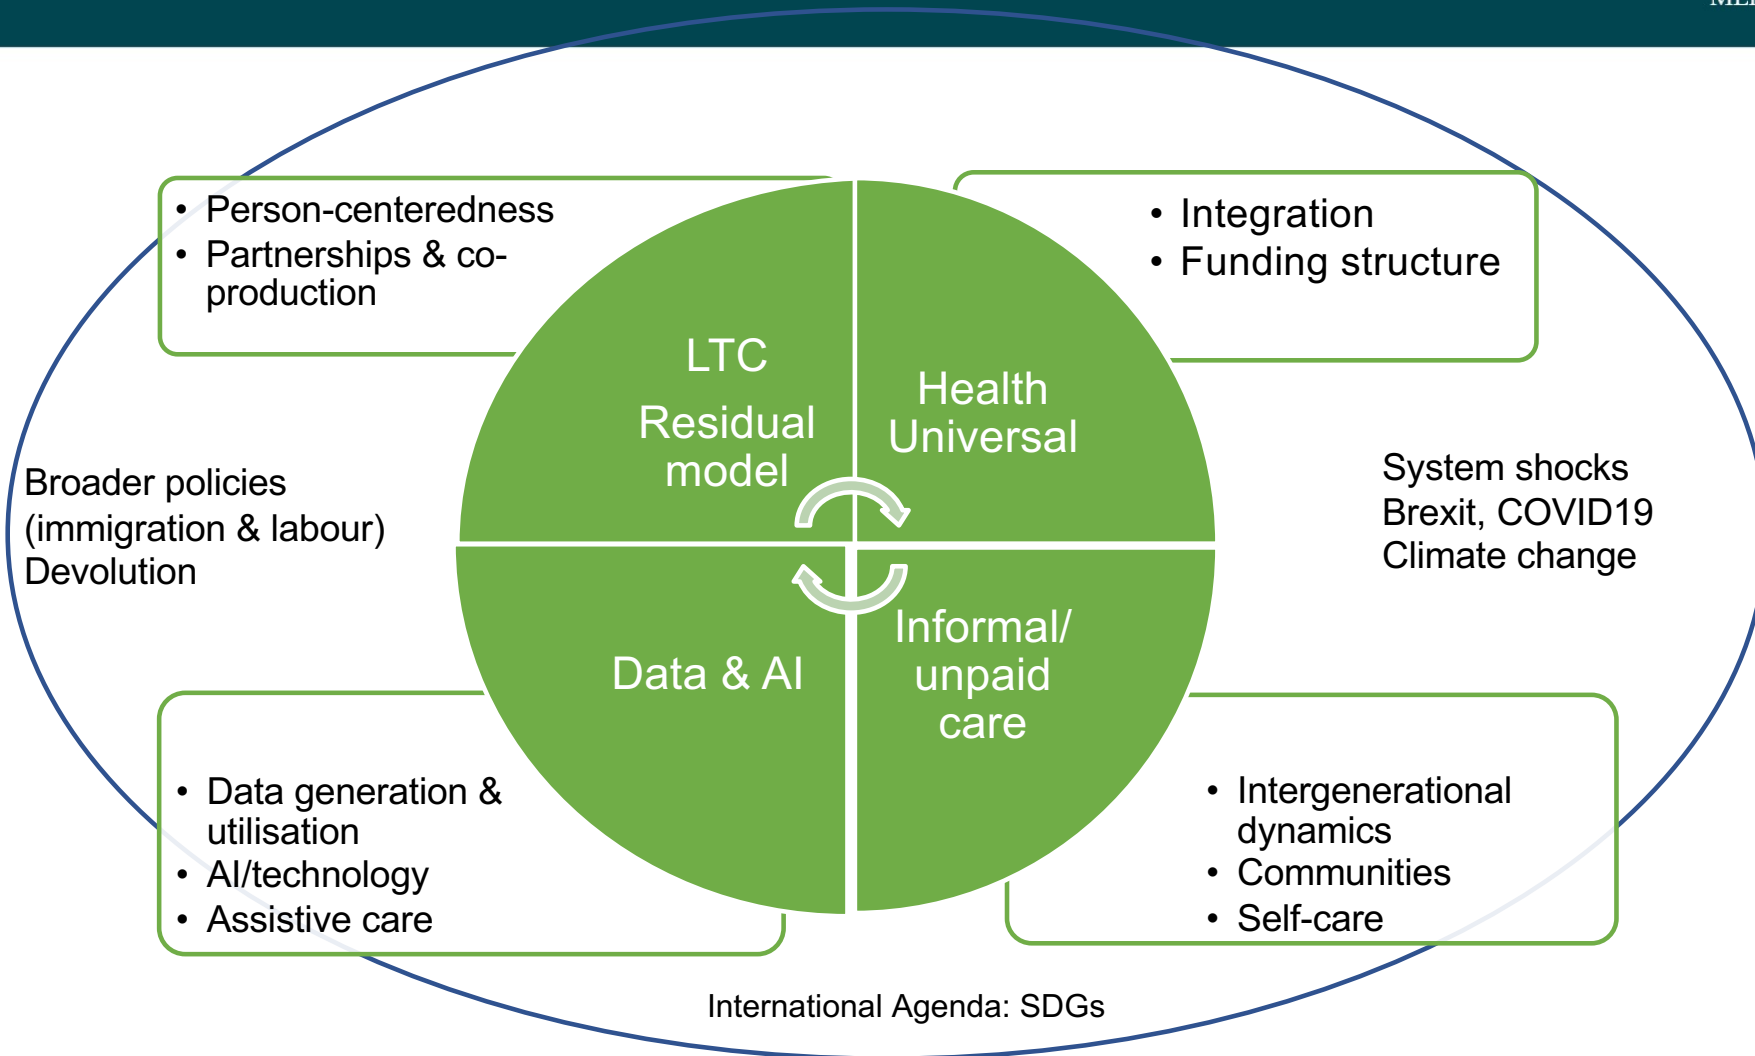 • Person-centeredness
• Partnerships & co-
production
• Integration
• Funding structure
LTC
Residual
model
Health
Universal
Broader policies
(immigration & labour)
Devolution
System shocks
Brexit, COVID19
Climate change
Data & AI
Informal/
unpaid
care
• Data generation &
utilisation
• AI/technology
• Assistive care
• Intergenerational
dynamics
• Communities
• Self-care
International Agenda: SDGs